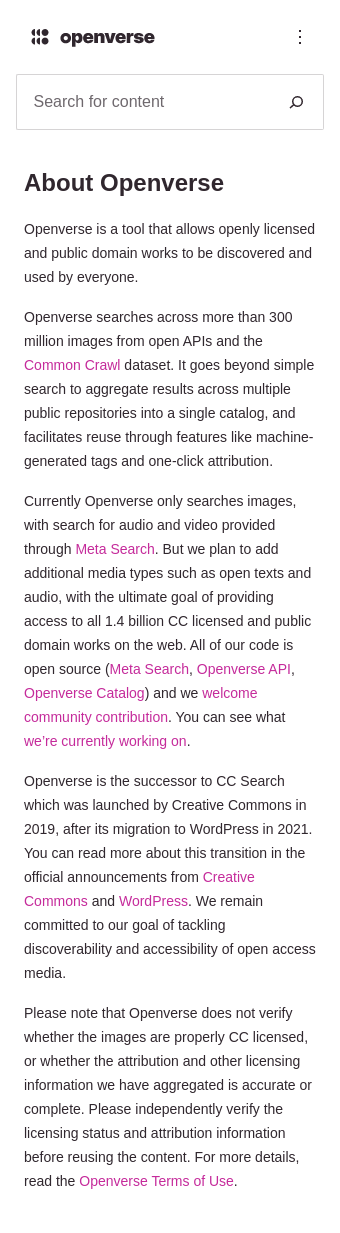 openverse
Search for content
About Openverse
Openverse is a tool that allows openly licensed
and public domain works to be discovered and
used by everyone.
Openverse searches across more than 300
million images from open APIs and the
Common Crawl dataset. It goes beyond simple
search to aggregate results across multiple
public repositories into a single catalog, and
facilitates reuse through features like machine-
generated tags and one-click attribution.
Currently Openverse only searches images,
with search for audio and video provided
through Meta Search. But we plan to add
additional media types such as open texts and
audio, with the ultimate goal of providing
access to all 1.4 billion CC licensed and public
domain works on the web. All of our code is
open source (Meta Search, Openverse API,
Openverse Catalog) and we welcome
community contribution. You can see what
we’re currently working on.
Openverse is the successor to CC Search
which was launched by Creative Commons in
2019, after its migration to WordPress in 2021.
You can read more about this transition in the
official announcements from Creative
Commons and WordPress. We remain
committed to our goal of tackling
discoverability and accessibility of open access
media.
Please note that Openverse does not verify
whether the images are properly CC licensed,
or whether the attribution and other licensing
information we have aggregated is accurate or
complete. Please independently verify the
licensing status and attribution information
before reusing the content. For more details,
read the Openverse Terms of Use.